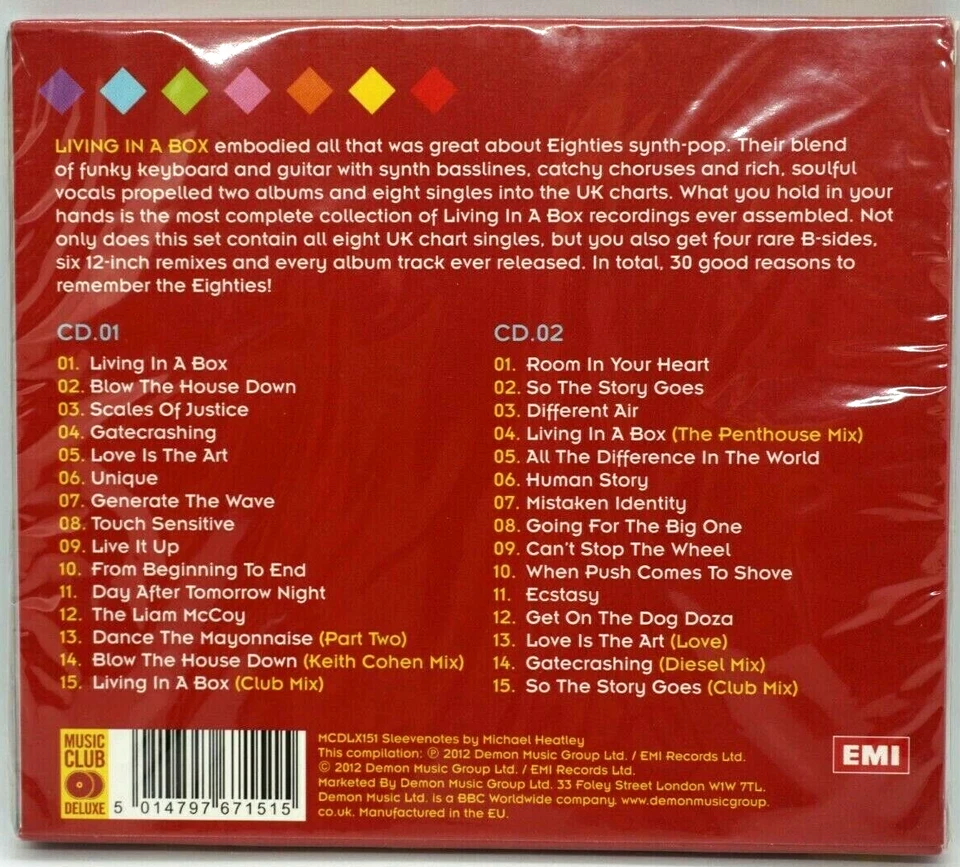 LIVING IN A BOX embodied all that was great about Eighties synth-pop. Their blend
of funky keyboard and guitar with synth basslines, catchy choruses and rich, soulful
vocals propelled two albums and eight singles into the UK charts. What you hold in your
hands is the most complete collection of Living In A Box recordings ever assembled. Not
only does this set contain all eight UK chart singles, but you also get four rare B-sides,
six 12-inch remixes and every album track ever released. In total, 30 good reasons to
remember the Eighties!
CD.01
01. Living In A Box
02. Blow The House Down
03. Scales Of Justice
04. Gatecrashing
05. Love Is The Art
06. Unique
07. Generate The Wave
08. Touch Sensitive
09. Live It Up
10. From Beginning To End
11. Day After Tomorrow Night
12. The Liam McCoy
13. Dance The Mayonnaise (Part Two)
14. Blow The House Down (Keith Cohen Mix)
15. Living In A Box (Club Mix)
CD.02
01. Room In Your Heart
02. So The Story Goes
03. Different Air
04. Living In A Box (The Penthouse Mix)
05. All The Difference In The World
06. Human Story
07. Mistaken Identity
08. Going For The Big One
09. Can't Stop The Wheel
10. When Push Comes To Shove
11. Ecstasy
12. Get On The Dog Doza
13. Love Is The Art (Love)
14. Gatecrashing (Diesel Mix)
15. So The Story Goes (Club Mix)
MUSIC
CLUB
DELUXE
5 014797 671515
MCDLX151 Sleevenotes by Michael Heatley
This compilation: ℗ 2012 Demon Music Group Ltd. / EMI Records Ltd.
© 2012 Demon Music Group Ltd. / EMI Records Ltd.
Marketed By Demon Music Group Ltd. 33 Foley Street London W1W 7TL.
Demon Music Ltd. is a BBC Worldwide company. www.demonmusicgroup.
co.uk. Manufactured in the EU.
EMI